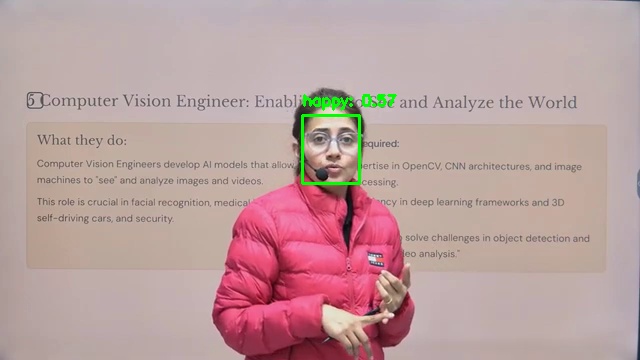 5 Computer Vision Engineer: Enabli and Analyze the World
happy: 0.57
What they do:
Computer Vision Engineers develop AI models that allow
machines to "see" and analyze images and videos.
This role is crucial in facial recognition, medical
self-driving cars, and security.
equired:
ertise in OpenCV, CNN architectures, and image
cessing.
ency in deep learning frameworks and 3D
o solve challenges in object detection and
eo analysis."